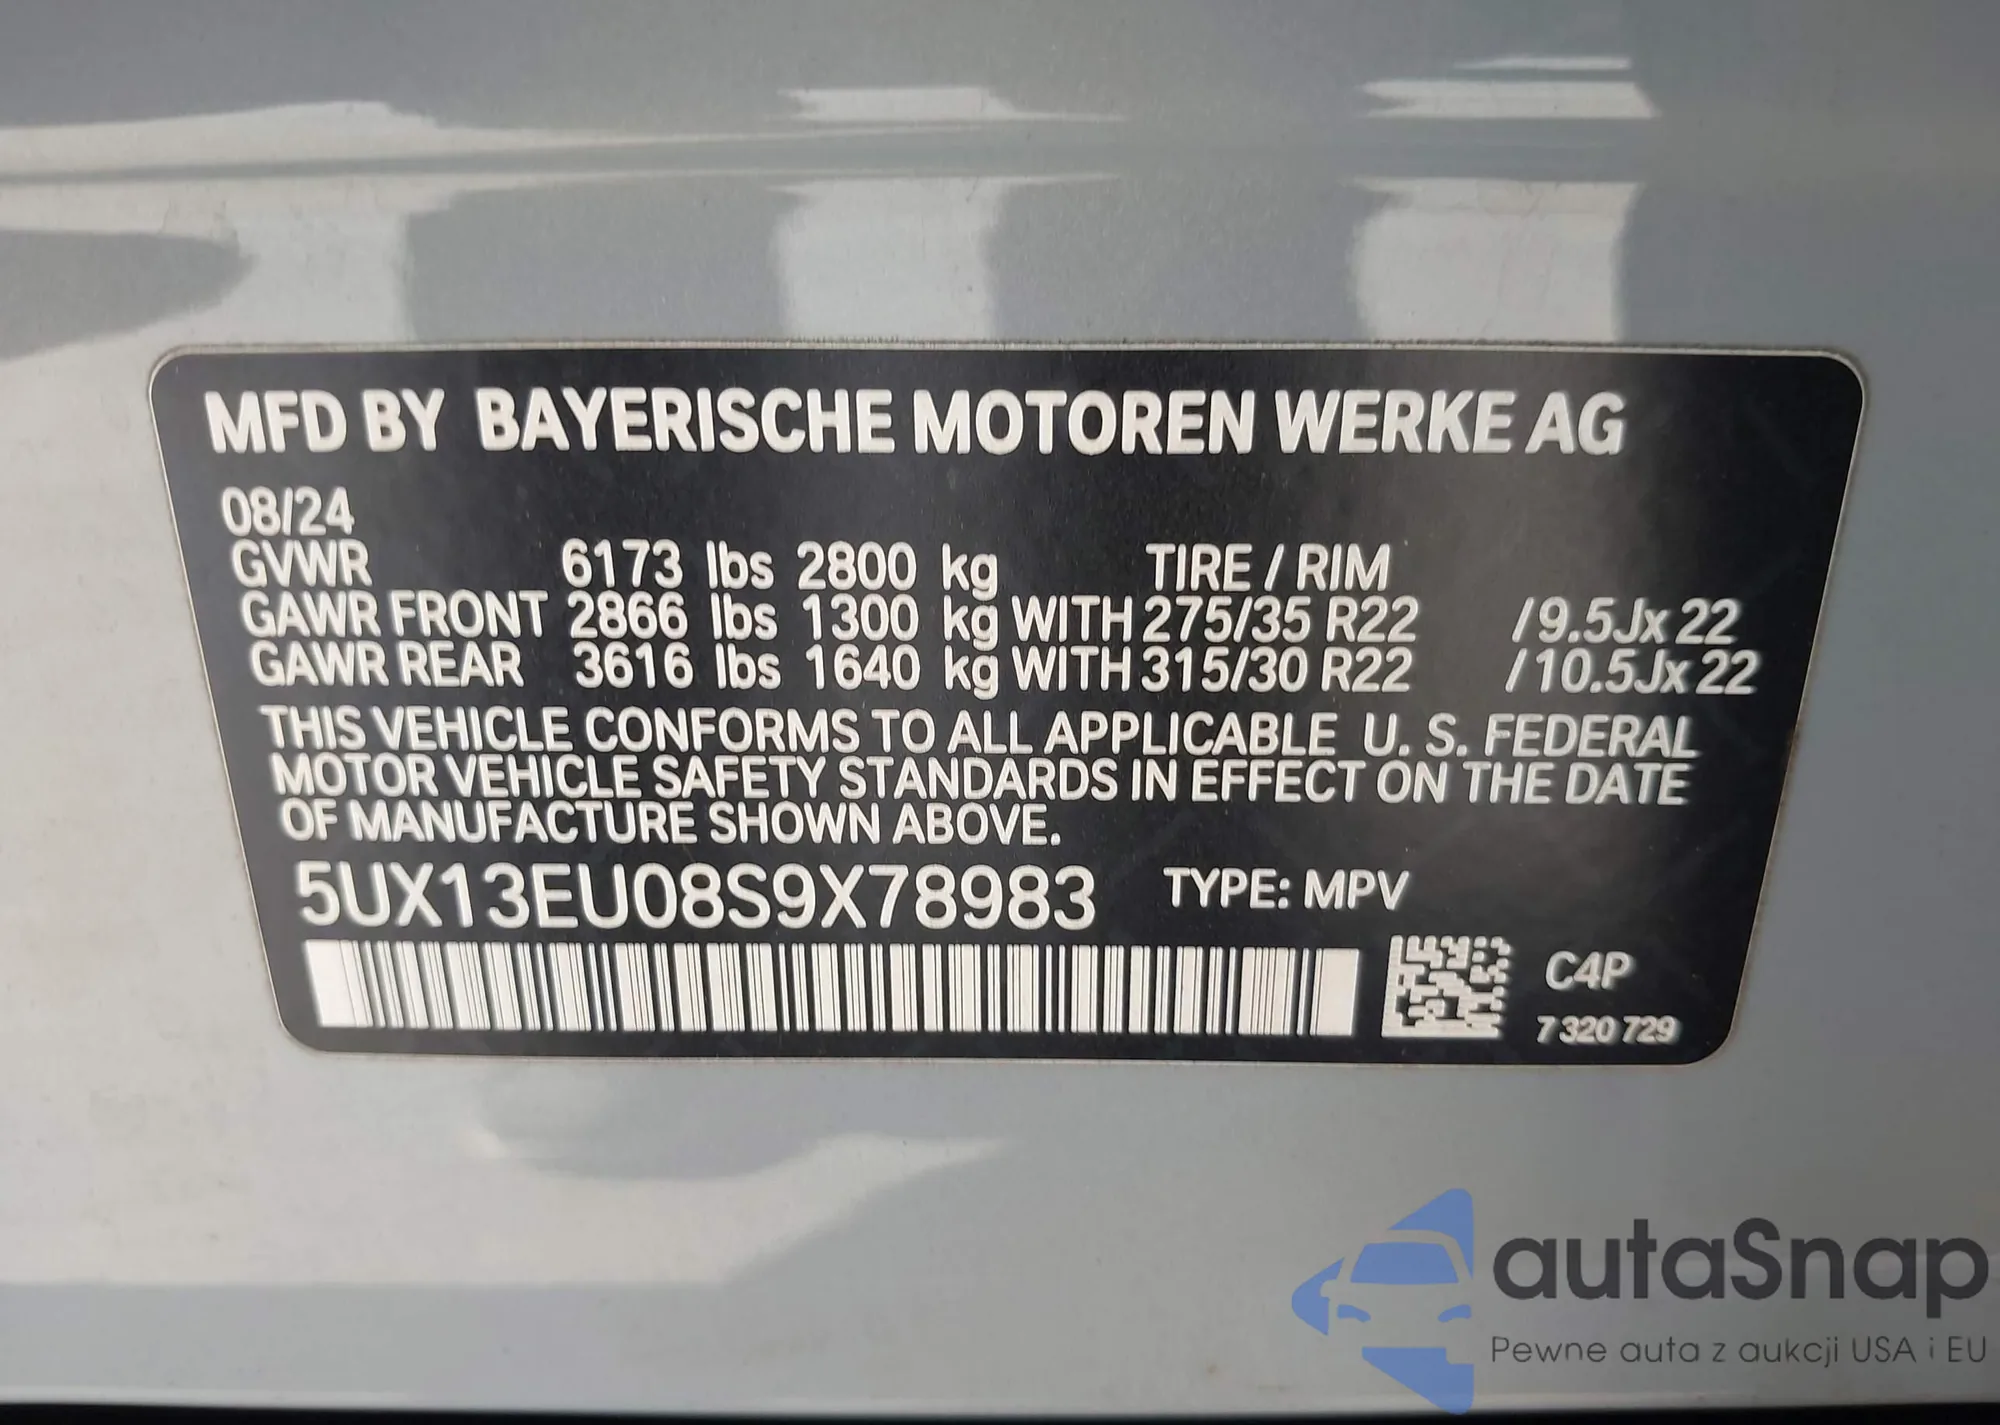 MFD BY BAYERISCHE MOTOREN WERKE AG
08/24
GVWR 6173 lbs 2800 kg TIRE / RIM
GAWR FRONT 2866 lbs 1300 kg WITH 275/35 R22 /9.5Jx 22
GAWR REAR 3616 lbs 1640 kg WITH 315/30 R22 /10.5Jx 22
THIS VEHICLE CONFORMS TO ALL APPLICABLE U. S. FEDERAL
MOTOR VEHICLE SAFETY STANDARDS IN EFFECT ON THE DATE
OF MANUFACTURE SHOWN ABOVE.
5UX13EU08S9X78983 TYPE: MPV
C4P
7 320 729
autaSnap
Pewne auta z aukcji USA i EU